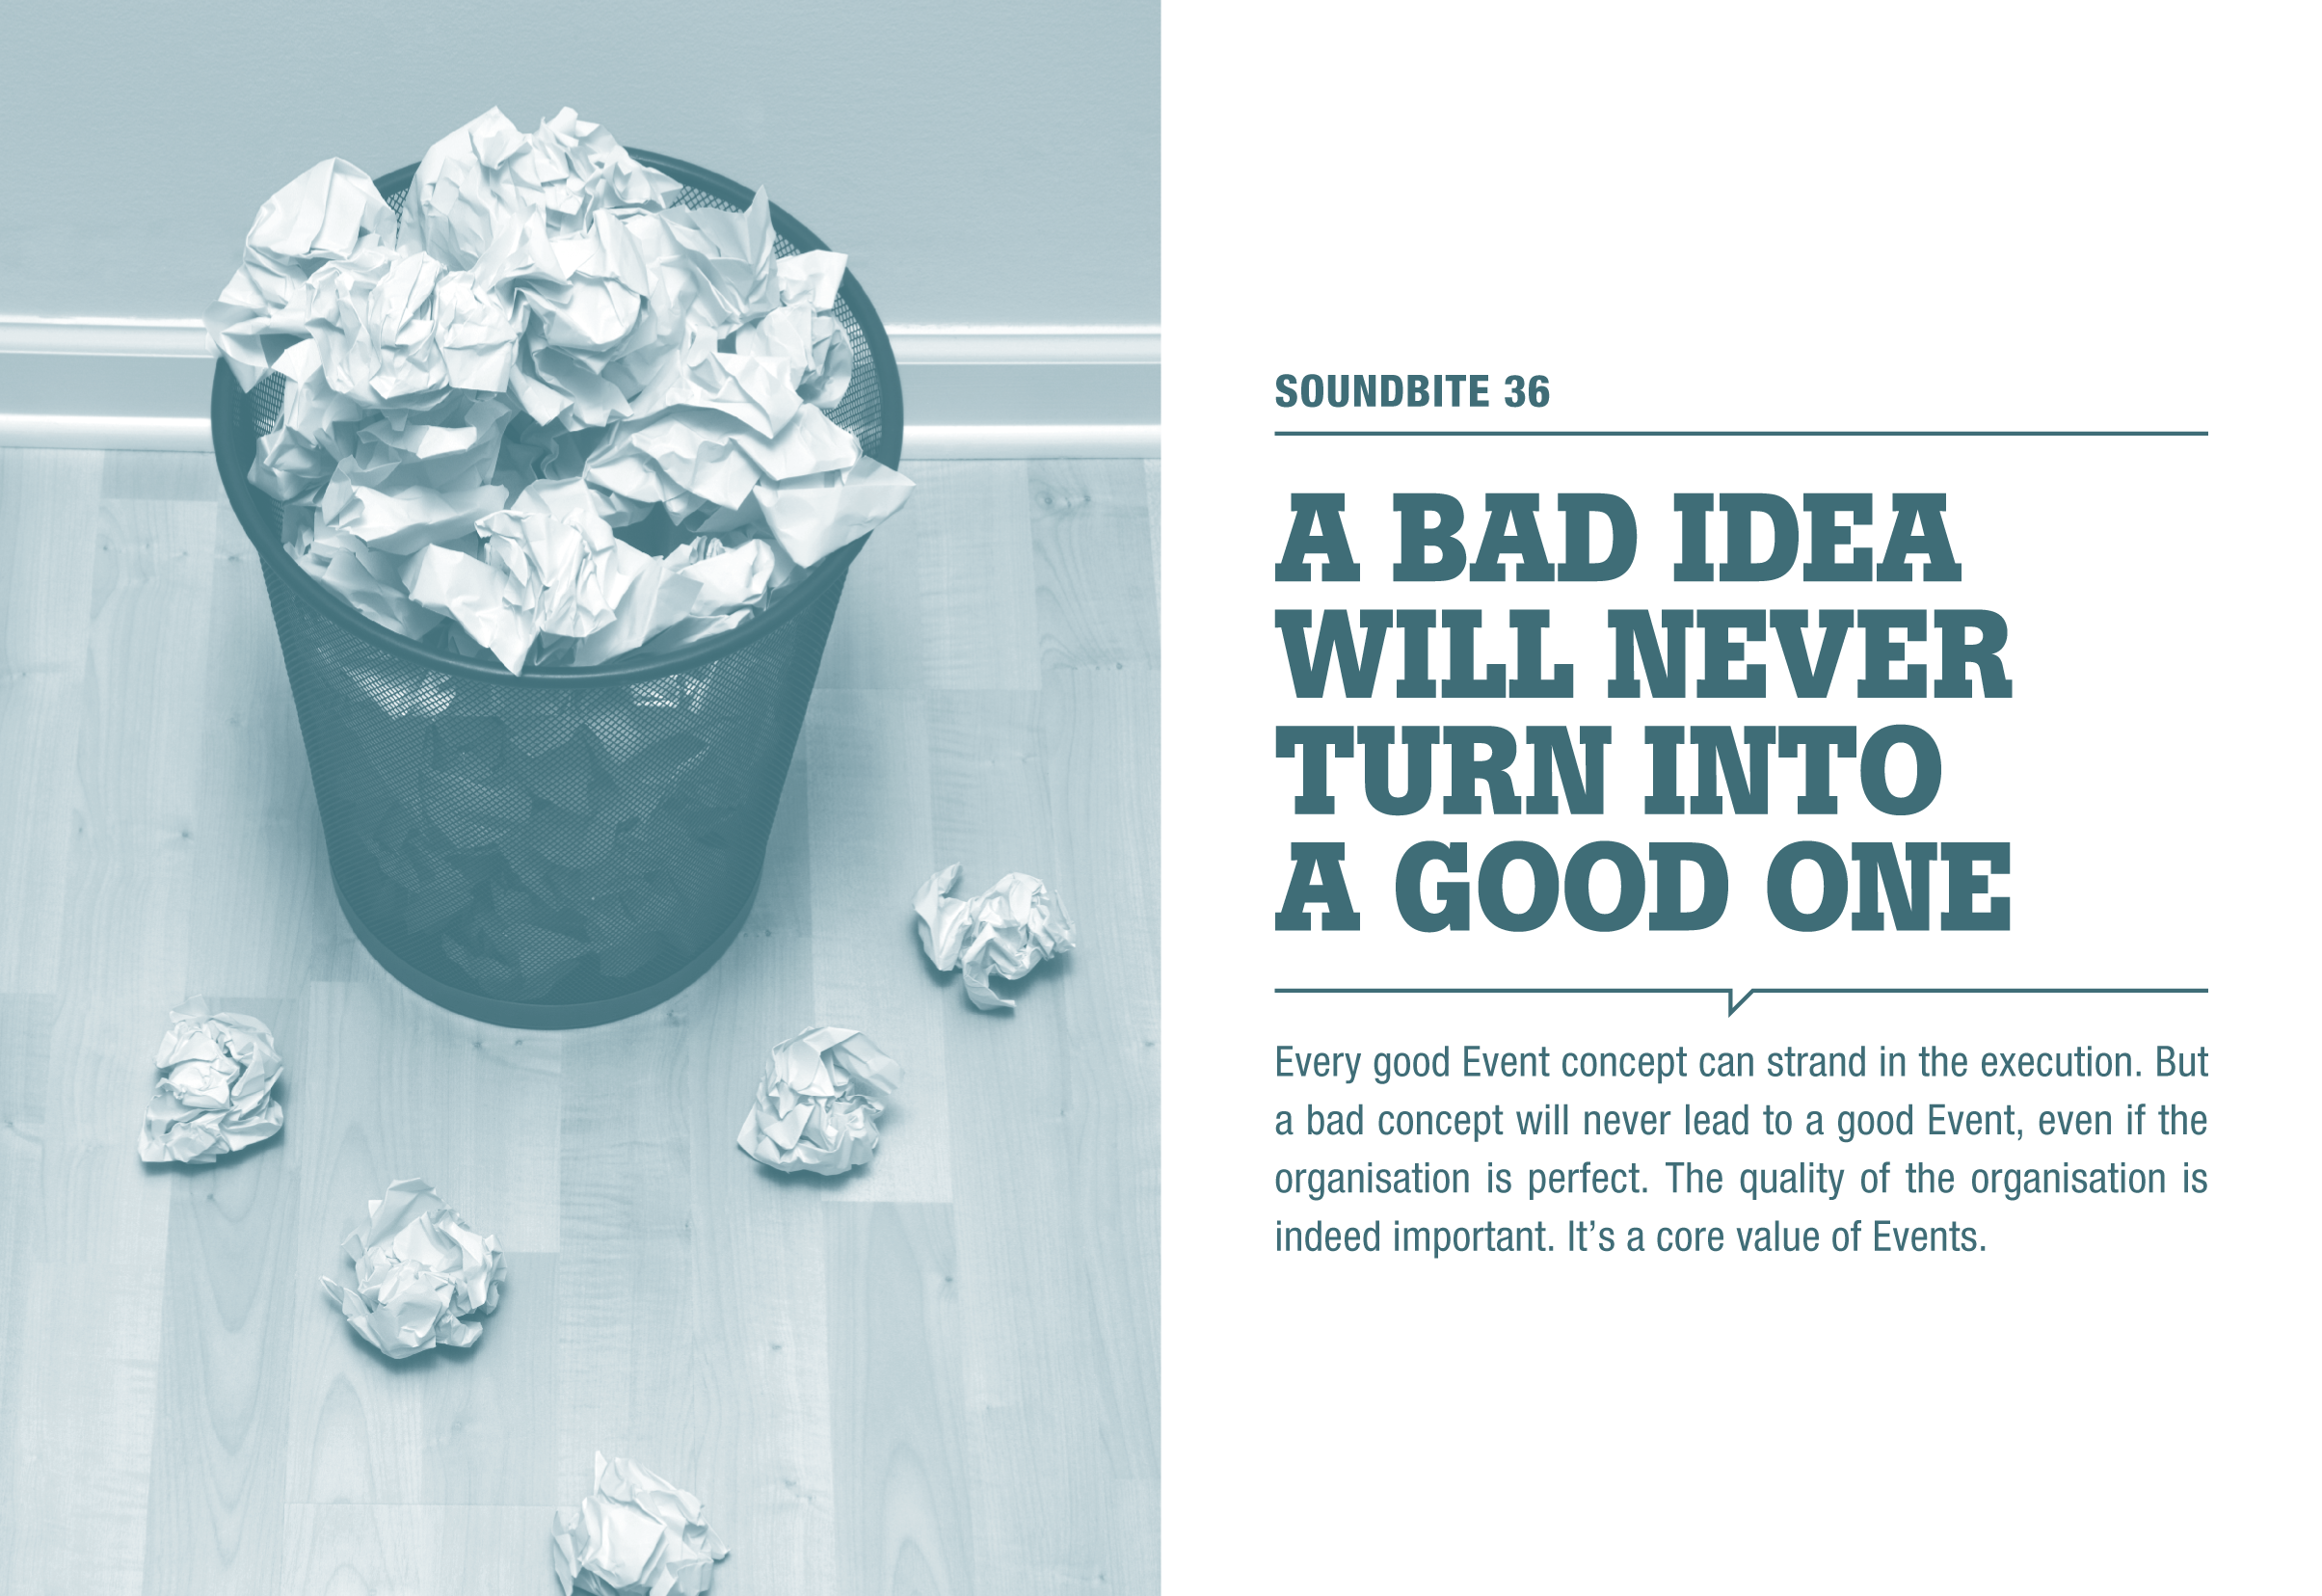 SOUNDBITE 36
A BAD IDEA
WILL NEVER
TURN INTO
A GOOD ONE
Every good Event concept can strand in the execution. But
a bad concept will never lead to a good Event, even if the
organisation is perfect. The quality of the organisation is
indeed important. It’s a core value of Events.